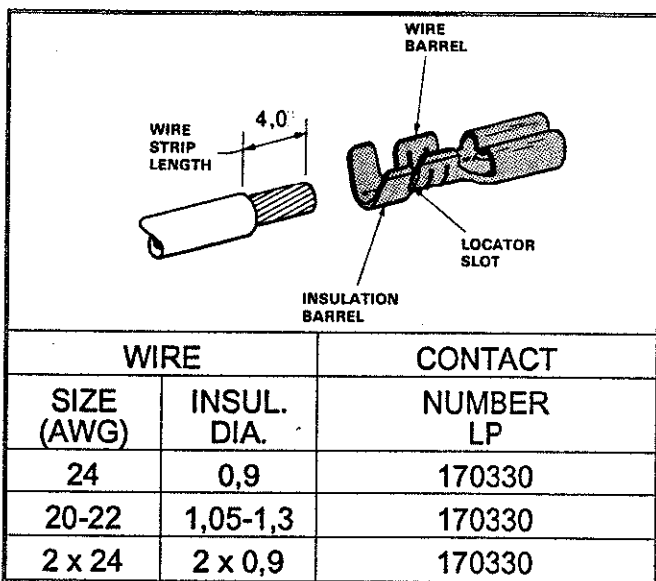 WIRE
BARREL
4,0
WIRE
STRIP
LENGTH
LOCATOR
SLOT
INSULATION
BARREL
WIRE CONTACT
SIZE
(AWG) INSUL.
DIA. NUMBER
LP
24 0,9 170330
20-22 1,05-1,3 170330
2 x 24 2 x 0,9 170330